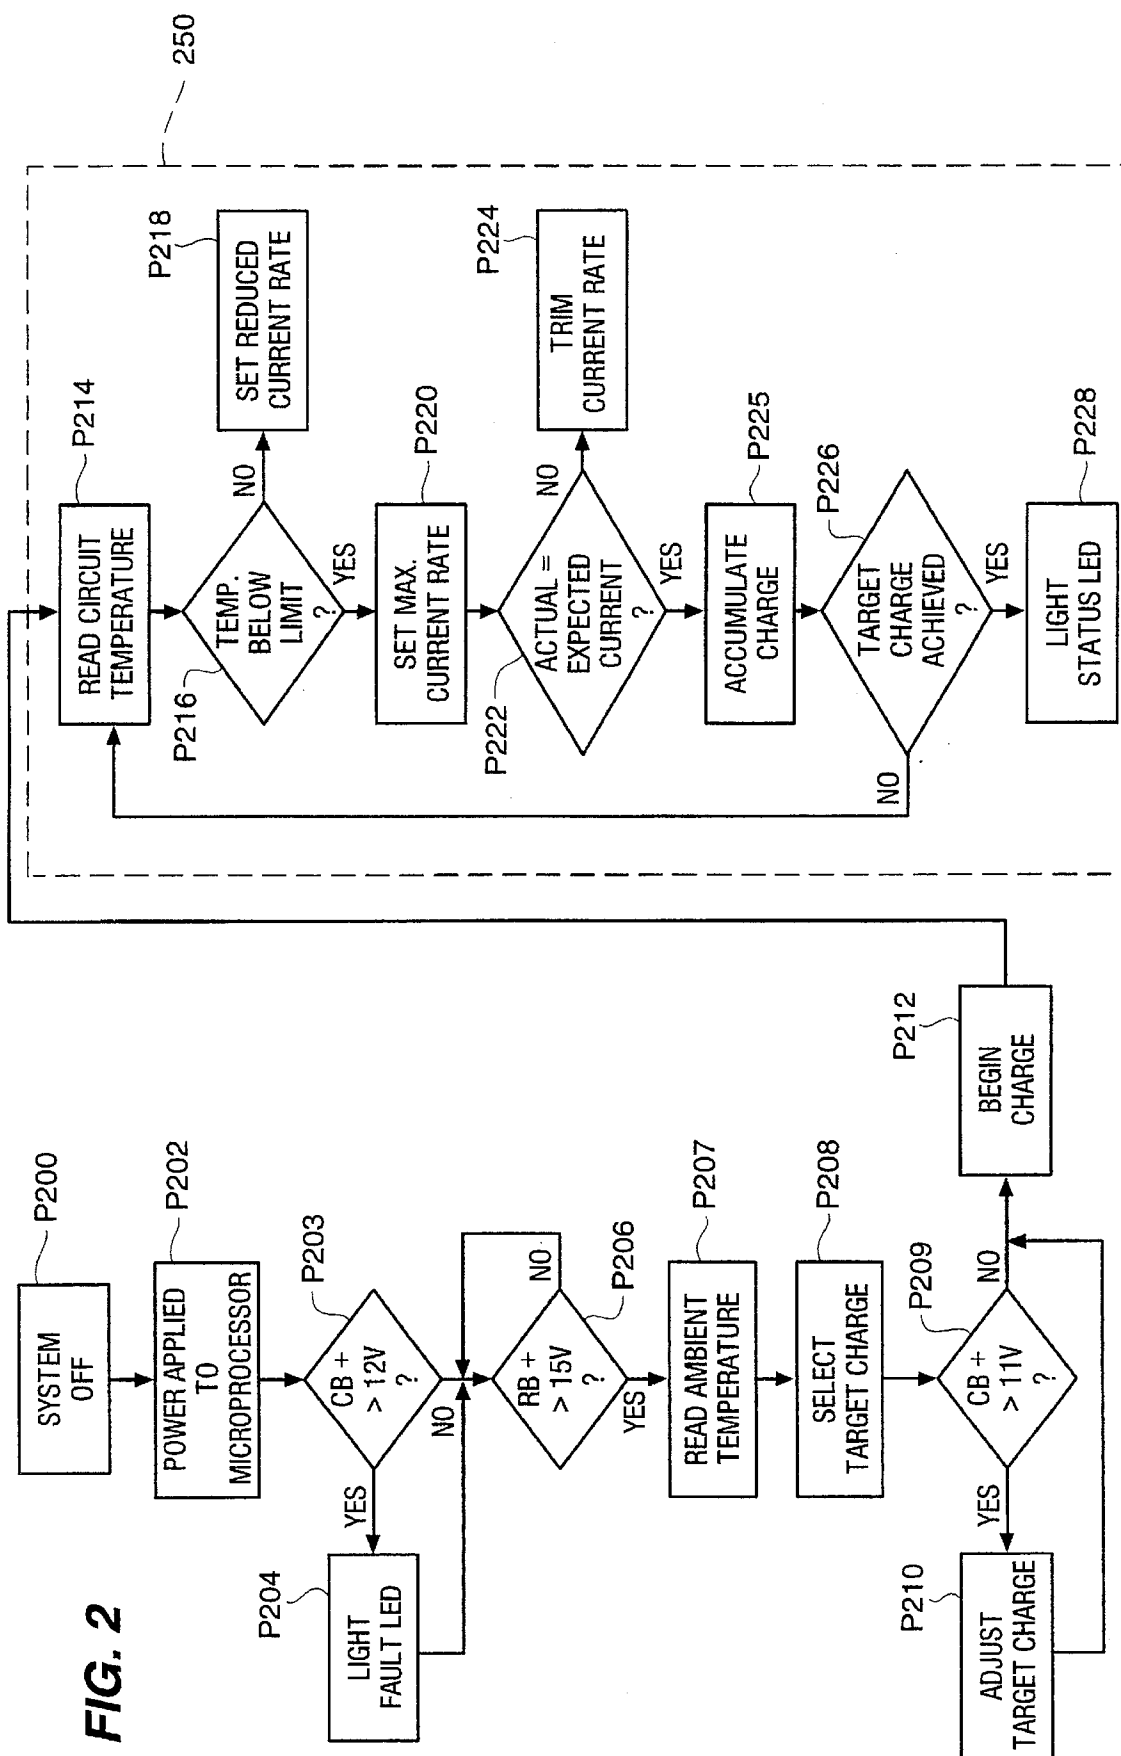 FIG. 2
SYSTEM
OFF
P200
POWER APPLIED
TO
MICROPROCESSOR
P202
CB +
> 12V
?
P203
YES
NO
LIGHT
FAULT LED
P204
RB +
> 15V
?
P206
NO
YES
READ AMBIENT
TEMPERATURE
P207
SELECT
TARGET CHARGE
P208
CB +
> 11V
?
P209
YES
NO
ADJUST
TARGET CHARGE
P210
BEGIN
CHARGE
P212
250
READ CIRCUIT
TEMPERATURE
P214
TEMP.
BELOW
LIMIT
?
P216
NO
YES
SET REDUCED
CURRENT RATE
P218
SET MAX.
CURRENT RATE
P220
ACTUAL =
EXPECTED
CURRENT
?
P222
NO
YES
TRIM
CURRENT RATE
P224
ACCUMULATE
CHARGE
P225
TARGET
CHARGE
ACHIEVED
?
P226
NO
YES
LIGHT
STATUS LED
P228